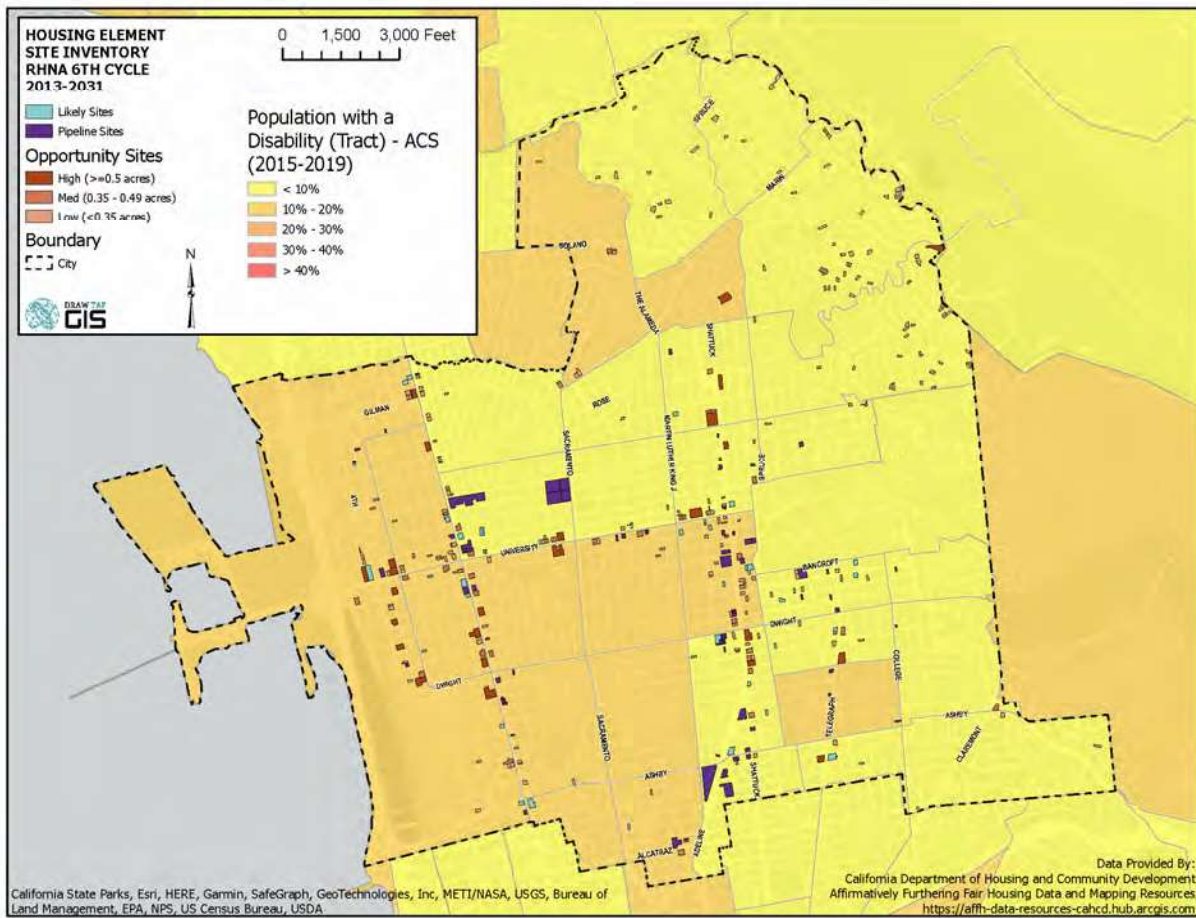 HOUSING ELEMENT
SITE INVENTORY
RHNA 6TH CYCLE
2013-2031
Likely Sites
Pipeline Sites
Opportunity Sites
High (>=0.5 acres)
Med (0.35 - 0.49 acres)
Low (<0.35 acres)
Boundary
City
DRAW TAP
GIS
N
0 1,500 3,000 Feet
Population with a
Disability (Tract) - ACS
(2015-2019)
< 10%
10% - 20%
20% - 30%
30% - 40%
> 40%
SPRUCE
MARIN
SOLANO
THE ALAMEDA
SHATTUCK
GILMAN
ROSE
SACRAMENTO
MARTIN LUTHER KING J
SPRUCE
6TH
UNIVERSITY
BANCROFT
DWIGHT
DWIGHT
COLLEGE
TELEGRAPH
SACRAMENTO
ASHBY
CLAREMONT
ASHBY
SHATTUCK
ADELINE
ALCATRAZ
California State Parks, Esri, HERE, Garmin, SafeGraph, GeoTechnologies, Inc, METI/NASA, USGS, Bureau of
Land Management, EPA, NPS, US Census Bureau, USDA
Data Provided By:
California Department of Housing and Community Development
Affirmatively Furthering Fair Housing Data and Mapping Resources
https://affh-data-resources-cahcd.hub.arcgis.com